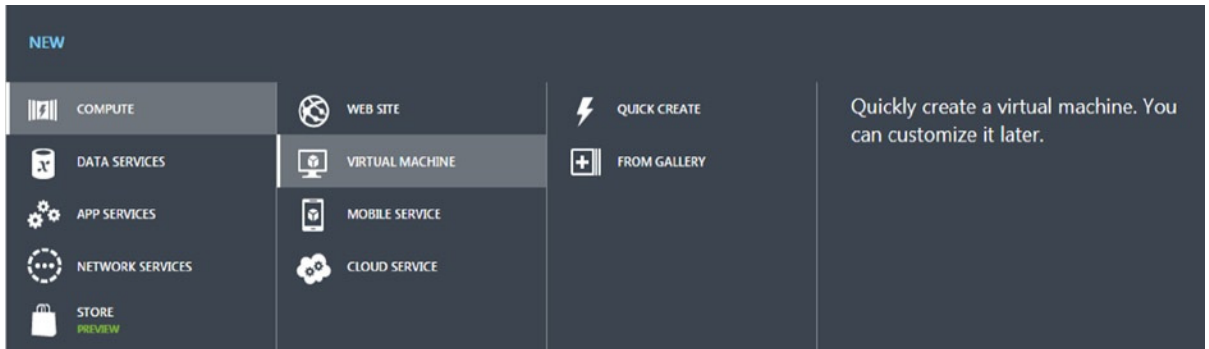 NEW
COMPUTE
DATA SERVICES
APP SERVICES
NETWORK SERVICES
STORE
PREVIEW
WEB SITE
VIRTUAL MACHINE
MOBILE SERVICE
CLOUD SERVICE
QUICK CREATE
FROM GALLERY
Quickly create a virtual machine. You
can customize it later.